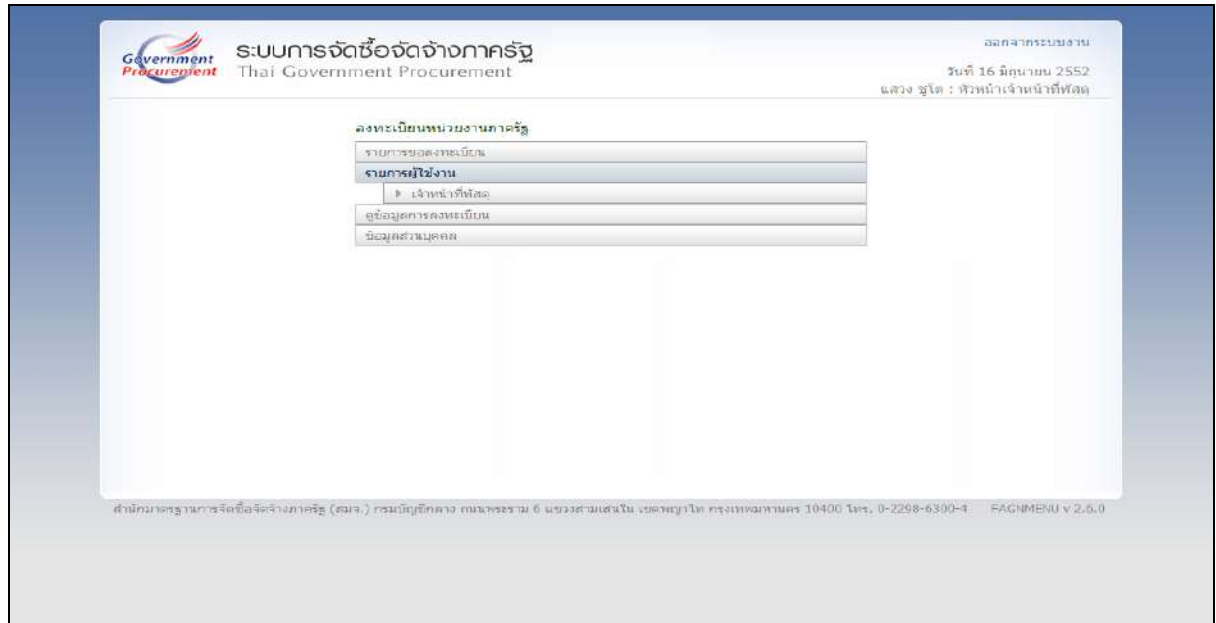 Government
Procurement
ระบบการจัดซื้อจัดจ้างภาครัฐ
Thai Government Procurement
ออกจากระบบงาน
วันที่ 16 มิถุนายน 2552
แสวง ชูโต : หัวหน้าเจ้าหน้าที่พัสดุ
ลงทะเบียนหน่วยงานภาครัฐ
รายการขอลงทะเบียน
รายการผู้ใช้งาน
เจ้าหน้าที่พัสดุ
ดูข้อมูลการลงทะเบียน
ข้อมูลส่วนบุคคล
สำนักมาตรฐานการจัดซื้อจัดจ้างภาครัฐ (สมจ.) กรมบัญชีกลาง ถนนพระราม 6 แขวงสามเสนใน เขตพญาไท กรุงเทพมหานคร 10400 โทร. 0-2298-6300-4 FAGNMENU v 2.6.0